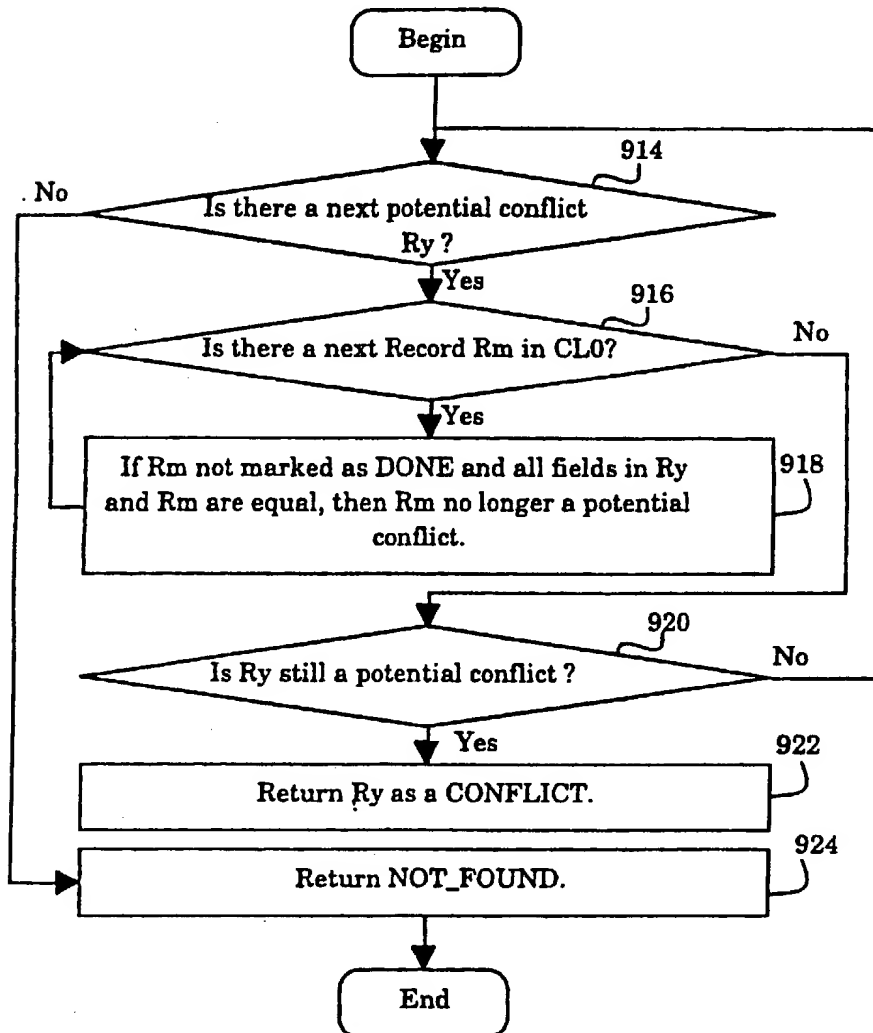 Begin
914
No
Is there a next potential conflict
Ry ?
Yes
916
No
Is there a next Record Rm in CL0?
Yes
If Rm not marked as DONE and all fields in Ry
and Rm are equal, then Rm no longer a potential
conflict.
918
920
Is Ry still a potential conflict ?
No
Yes
922
Return Ry as a CONFLICT.
924
Return NOT_FOUND.
End